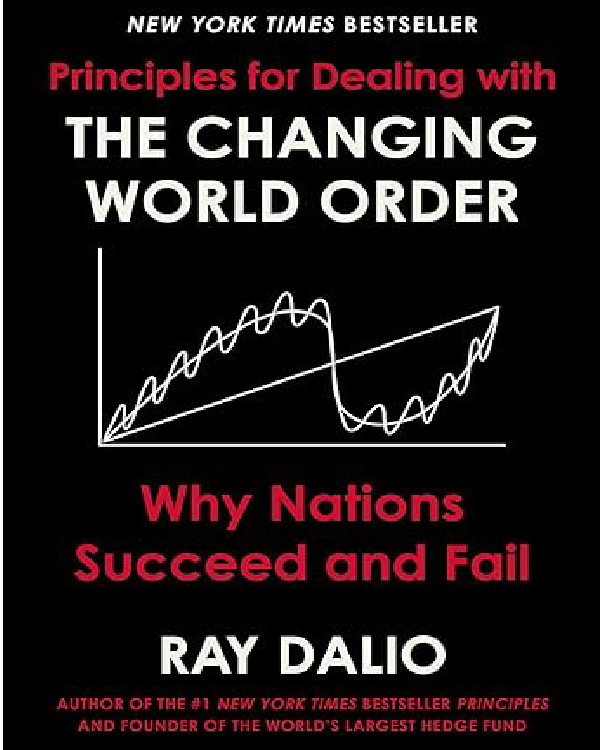 NEW YORK TIMES BESTSELLER
Principles for Dealing with
THE CHANGING
WORLD ORDER
Why Nations
Succeed and Fail
RAY DALIO
AUTHOR OF THE #1 NEW YORK TIMES BESTSELLER PRINCIPLES
AND FOUNDER OF THE WORLD'S LARGEST HEDGE FUND